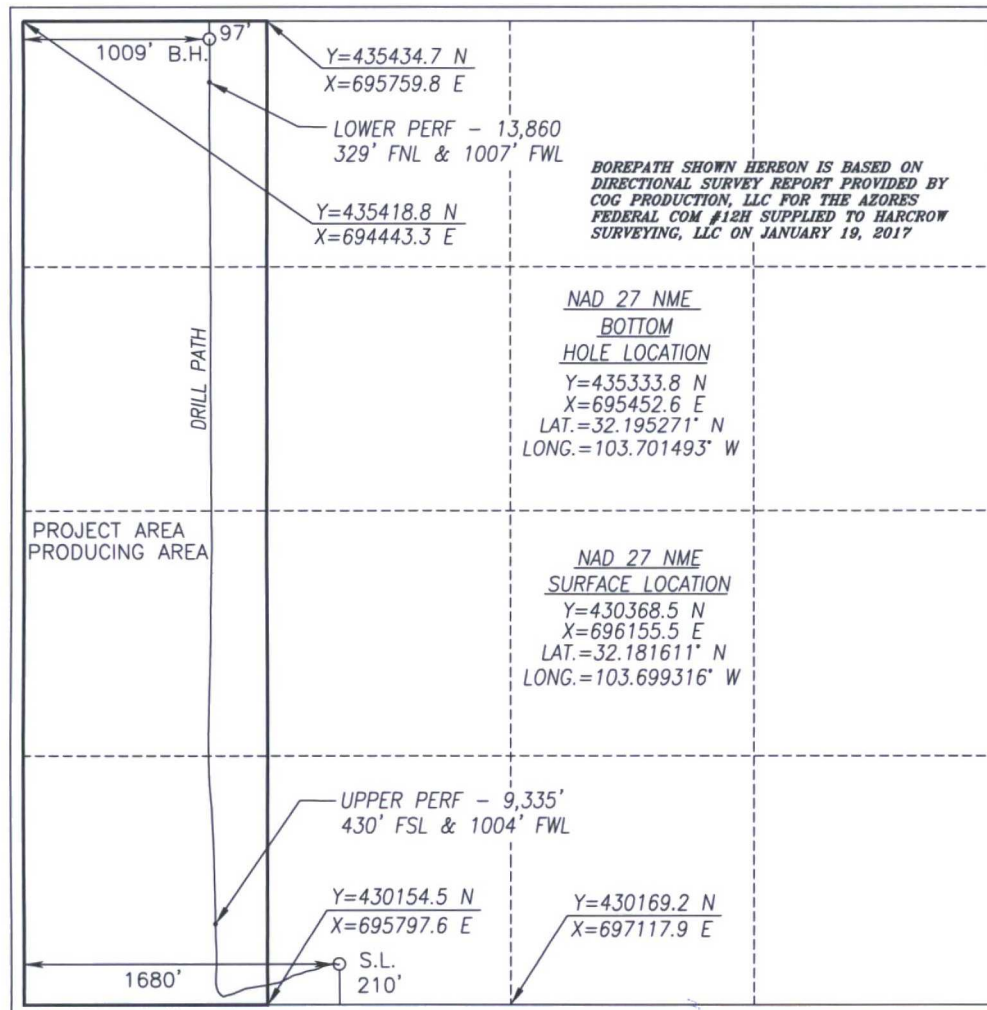 97'
1009' B.H.
Y=435434.7 N
X=695759.8 E
LOWER PERF - 13,860
329' FNL & 1007' FWL
BOREPATH SHOWN HEREON IS BASED ON
DIRECTIONAL SURVEY REPORT PROVIDED BY
COG PRODUCTION, LLC FOR THE AZORES
FEDERAL COM #12H SUPPLIED TO HARCROW
SURVEYING, LLC ON JANUARY 19, 2017
Y=435418.8 N
X=694443.3 E
DRILL PATH
NAD 27 NME
BOTTOM
HOLE LOCATION
Y=435333.8 N
X=695452.6 E
LAT.=32.195271° N
LONG.=103.701493° W
PROJECT AREA
PRODUCING AREA
NAD 27 NME
SURFACE LOCATION
Y=430368.5 N
X=696155.5 E
LAT.=32.181611° N
LONG.=103.699316° W
UPPER PERF - 9,335'
430' FSL & 1004' FWL
Y=430154.5 N
X=695797.6 E
Y=430169.2 N
X=697117.9 E
1680'
S.L.
210'